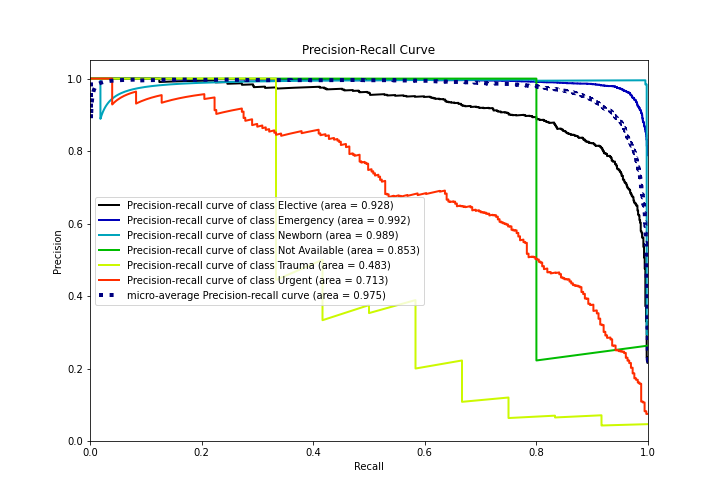 Precision-Recall Curve
1.0
0.8
0.6
0.4
0.2
0.0
Precision
Precision-recall curve of class Elective (area = 0.928)
Precision-recall curve of class Emergency (area = 0.992)
Precision-recall curve of class Newborn (area = 0.989)
Precision-recall curve of class Not Available (area = 0.853)
Precision-recall curve of class Trauma (area = 0.483)
Precision-recall curve of class Urgent (area = 0.713)
micro-average Precision-recall curve (area = 0.975)
0.0 0.2 0.4 0.6 0.8 1.0
Recall